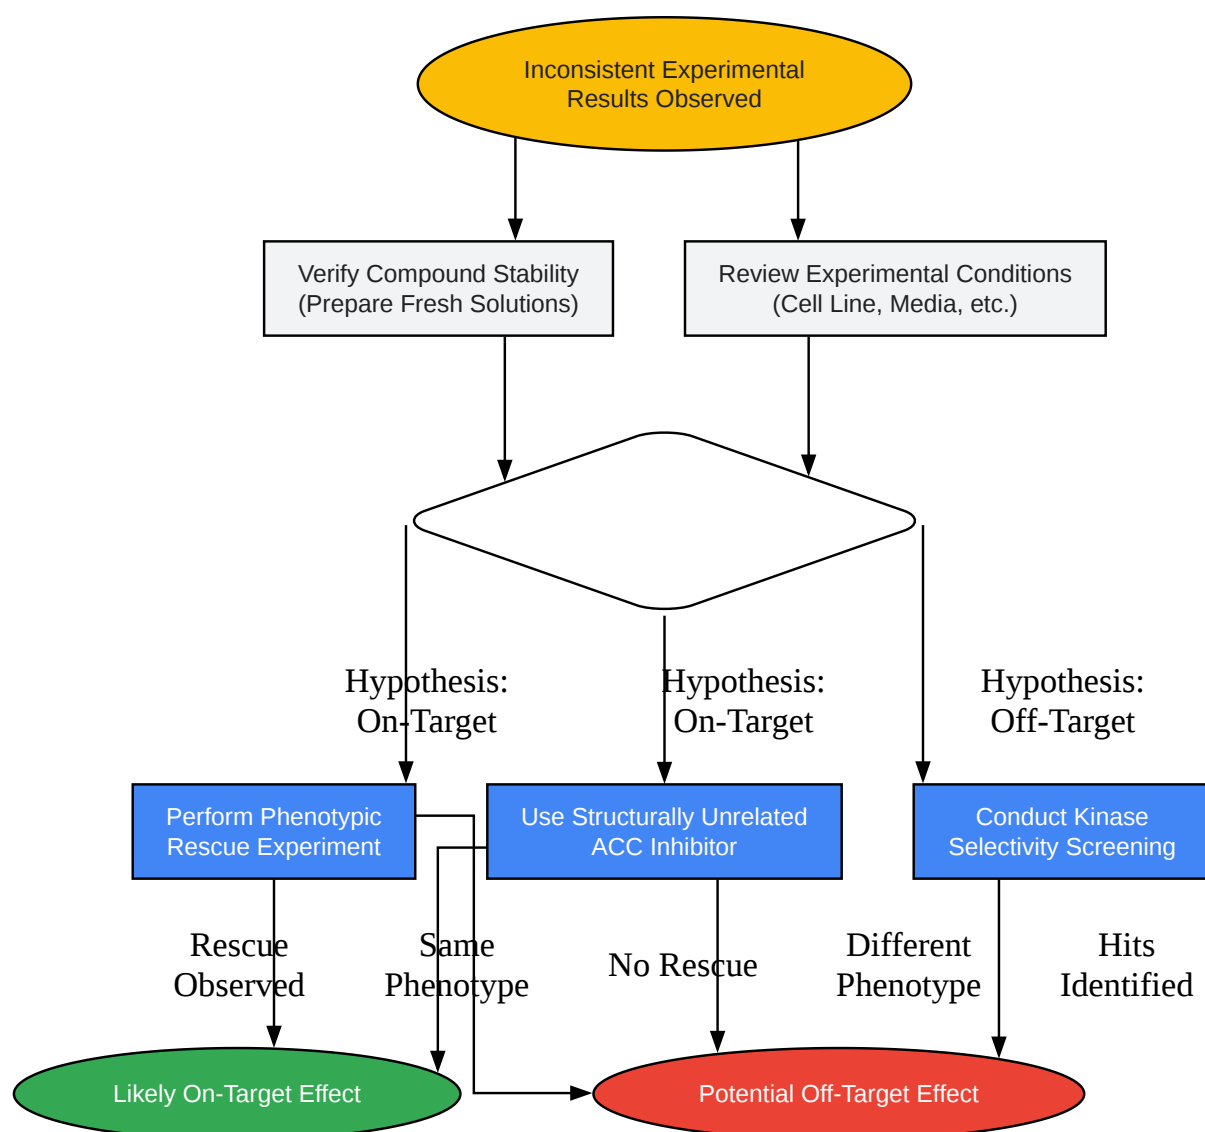 Inconsistent Experimental
Results Observed
Verify Compound Stability
(Prepare Fresh Solutions)
Review Experimental Conditions
(Cell Line, Media, etc.)
Hypothesis:
On-Target
Hypothesis:
On-Target
Hypothesis:
Off-Target
Perform Phenotypic
Rescue Experiment
Use Structurally Unrelated
ACC Inhibitor
Conduct Kinase
Selectivity Screening
Rescue
Observed
Same
Phenotype
No Rescue
Different
Phenotype
Hits
Identified
Likely On-Target Effect
Potential Off-Target Effect